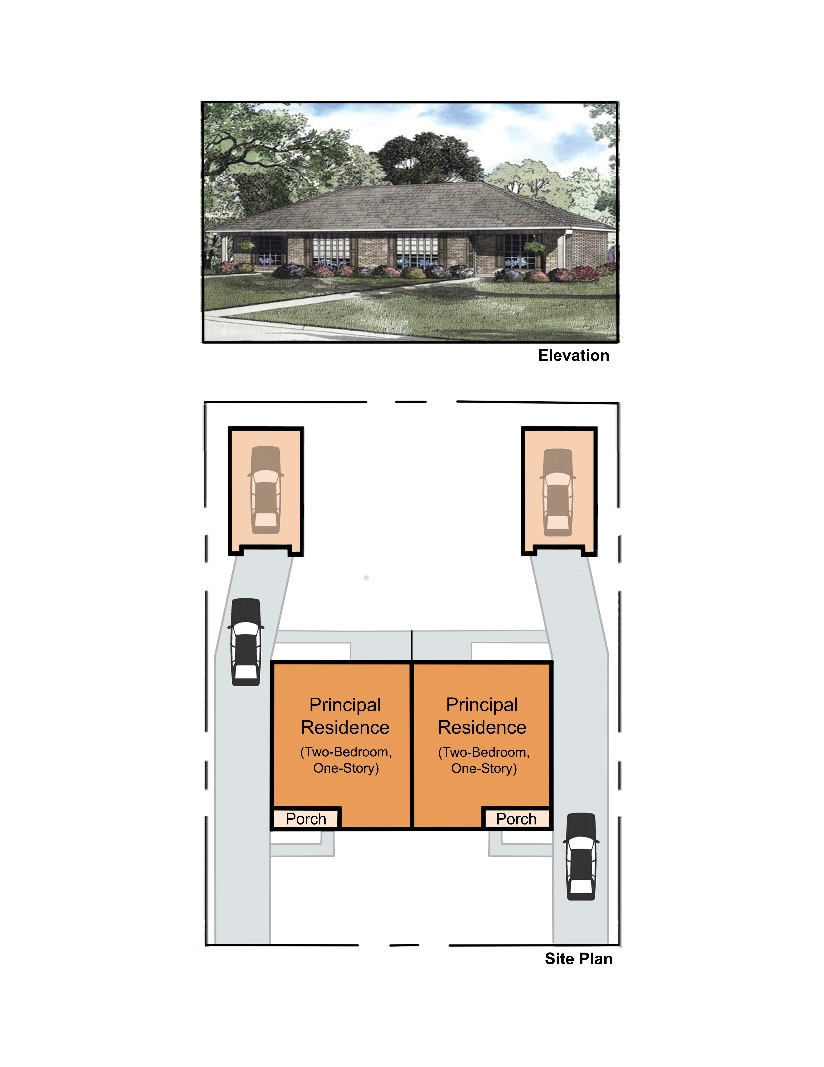 Elevation
Principal
Residence
(Two-Bedroom,
One-Story)
Principal
Residence
(Two-Bedroom,
One-Story)
Porch
Porch
Site Plan